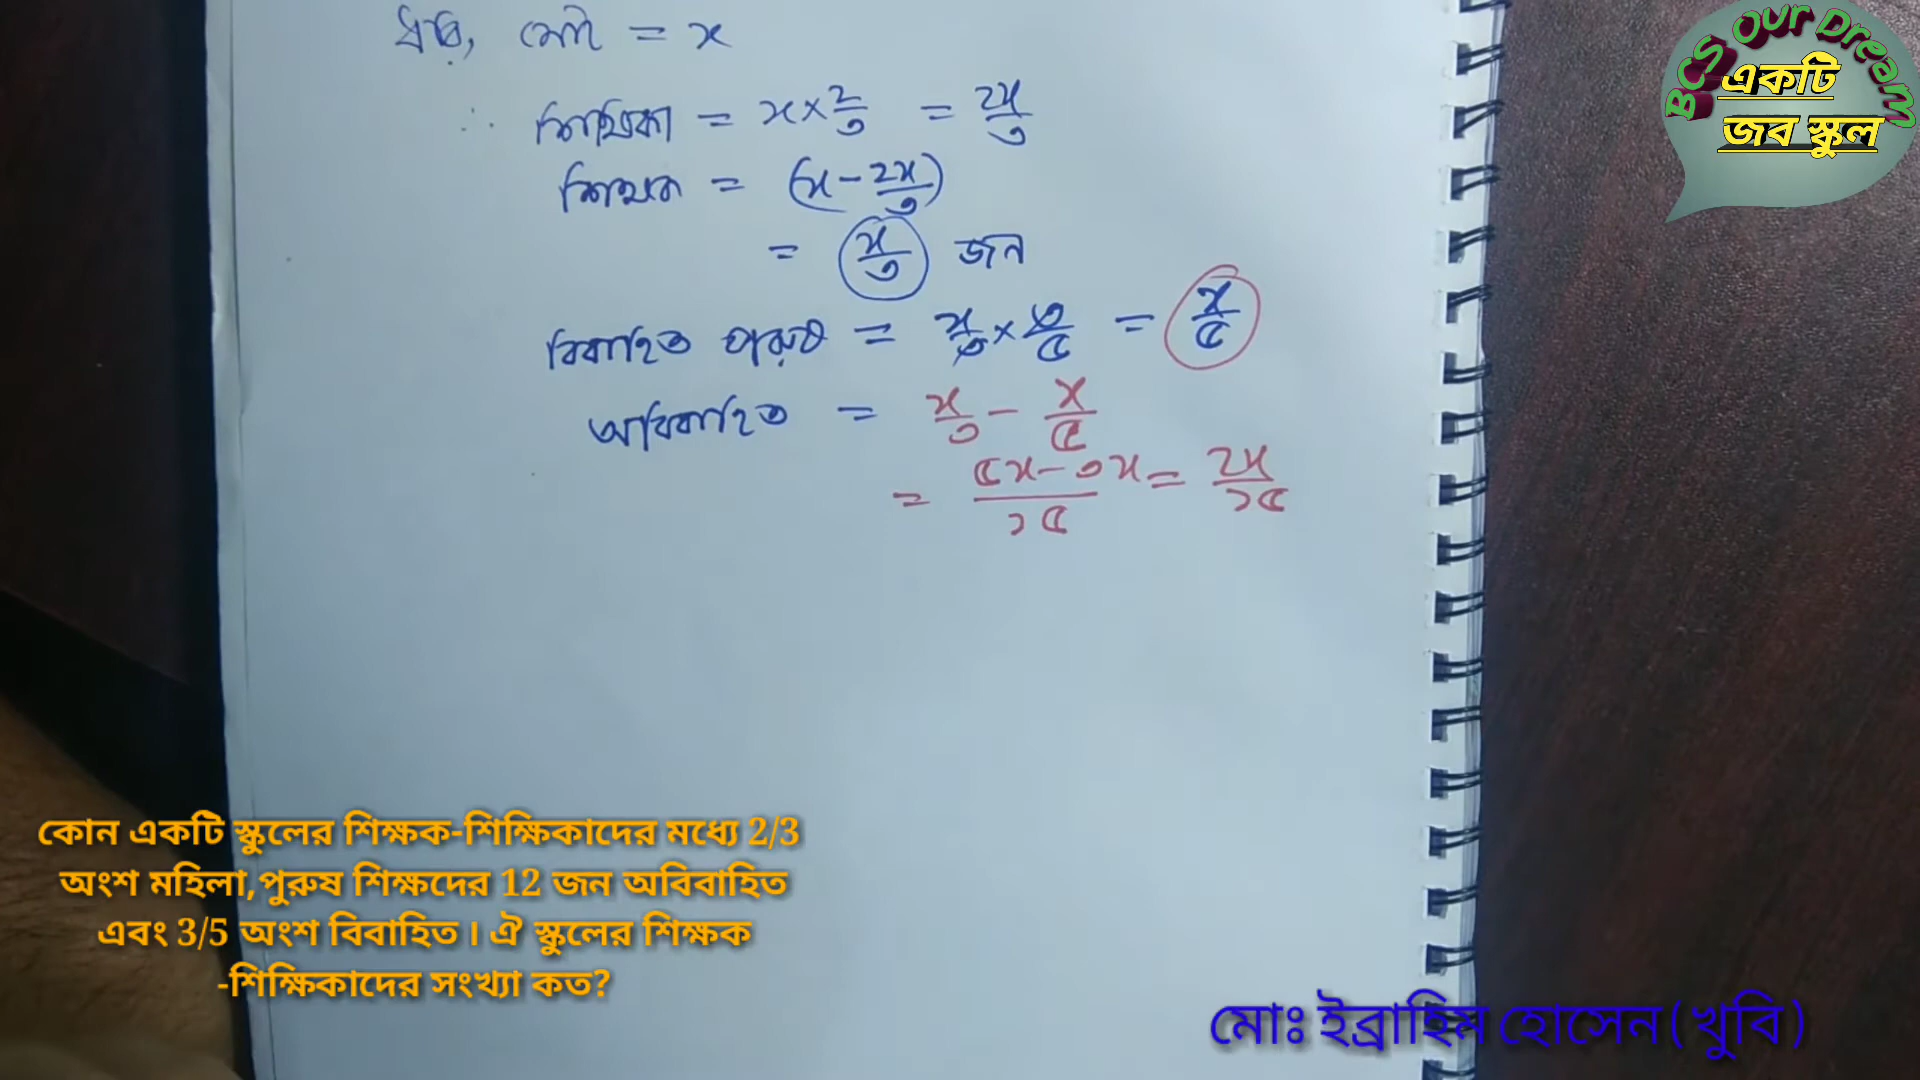 ধরি, মোট = x
∴ শিক্ষিকা = x × ২/৩ = ২x/৩
শিক্ষক = (x - ২x/৩)
= x/৩ জন
বিবাহিত পুরুষ = x/৩ × ৩/৫ = x/৫
অবিবাহিত = x/৩ - x/৫
= ৫x - ৩x/১৫ = ২x/১৫
BCS Our Dream
একটি
জব স্কুল
কোন একটি স্কুলের শিক্ষক-শিক্ষিকাদের মধ্যে 2/3
অংশ মহিলা,পুরুষ শিক্ষদের 12 জন অবিবাহিত
এবং 3/5 অংশ বিবাহিত। ঐ স্কুলের শিক্ষক
-শিক্ষিকাদের সংখ্যা কত?
মোঃ ইব্রাহিম হোসেন ( খুবি )